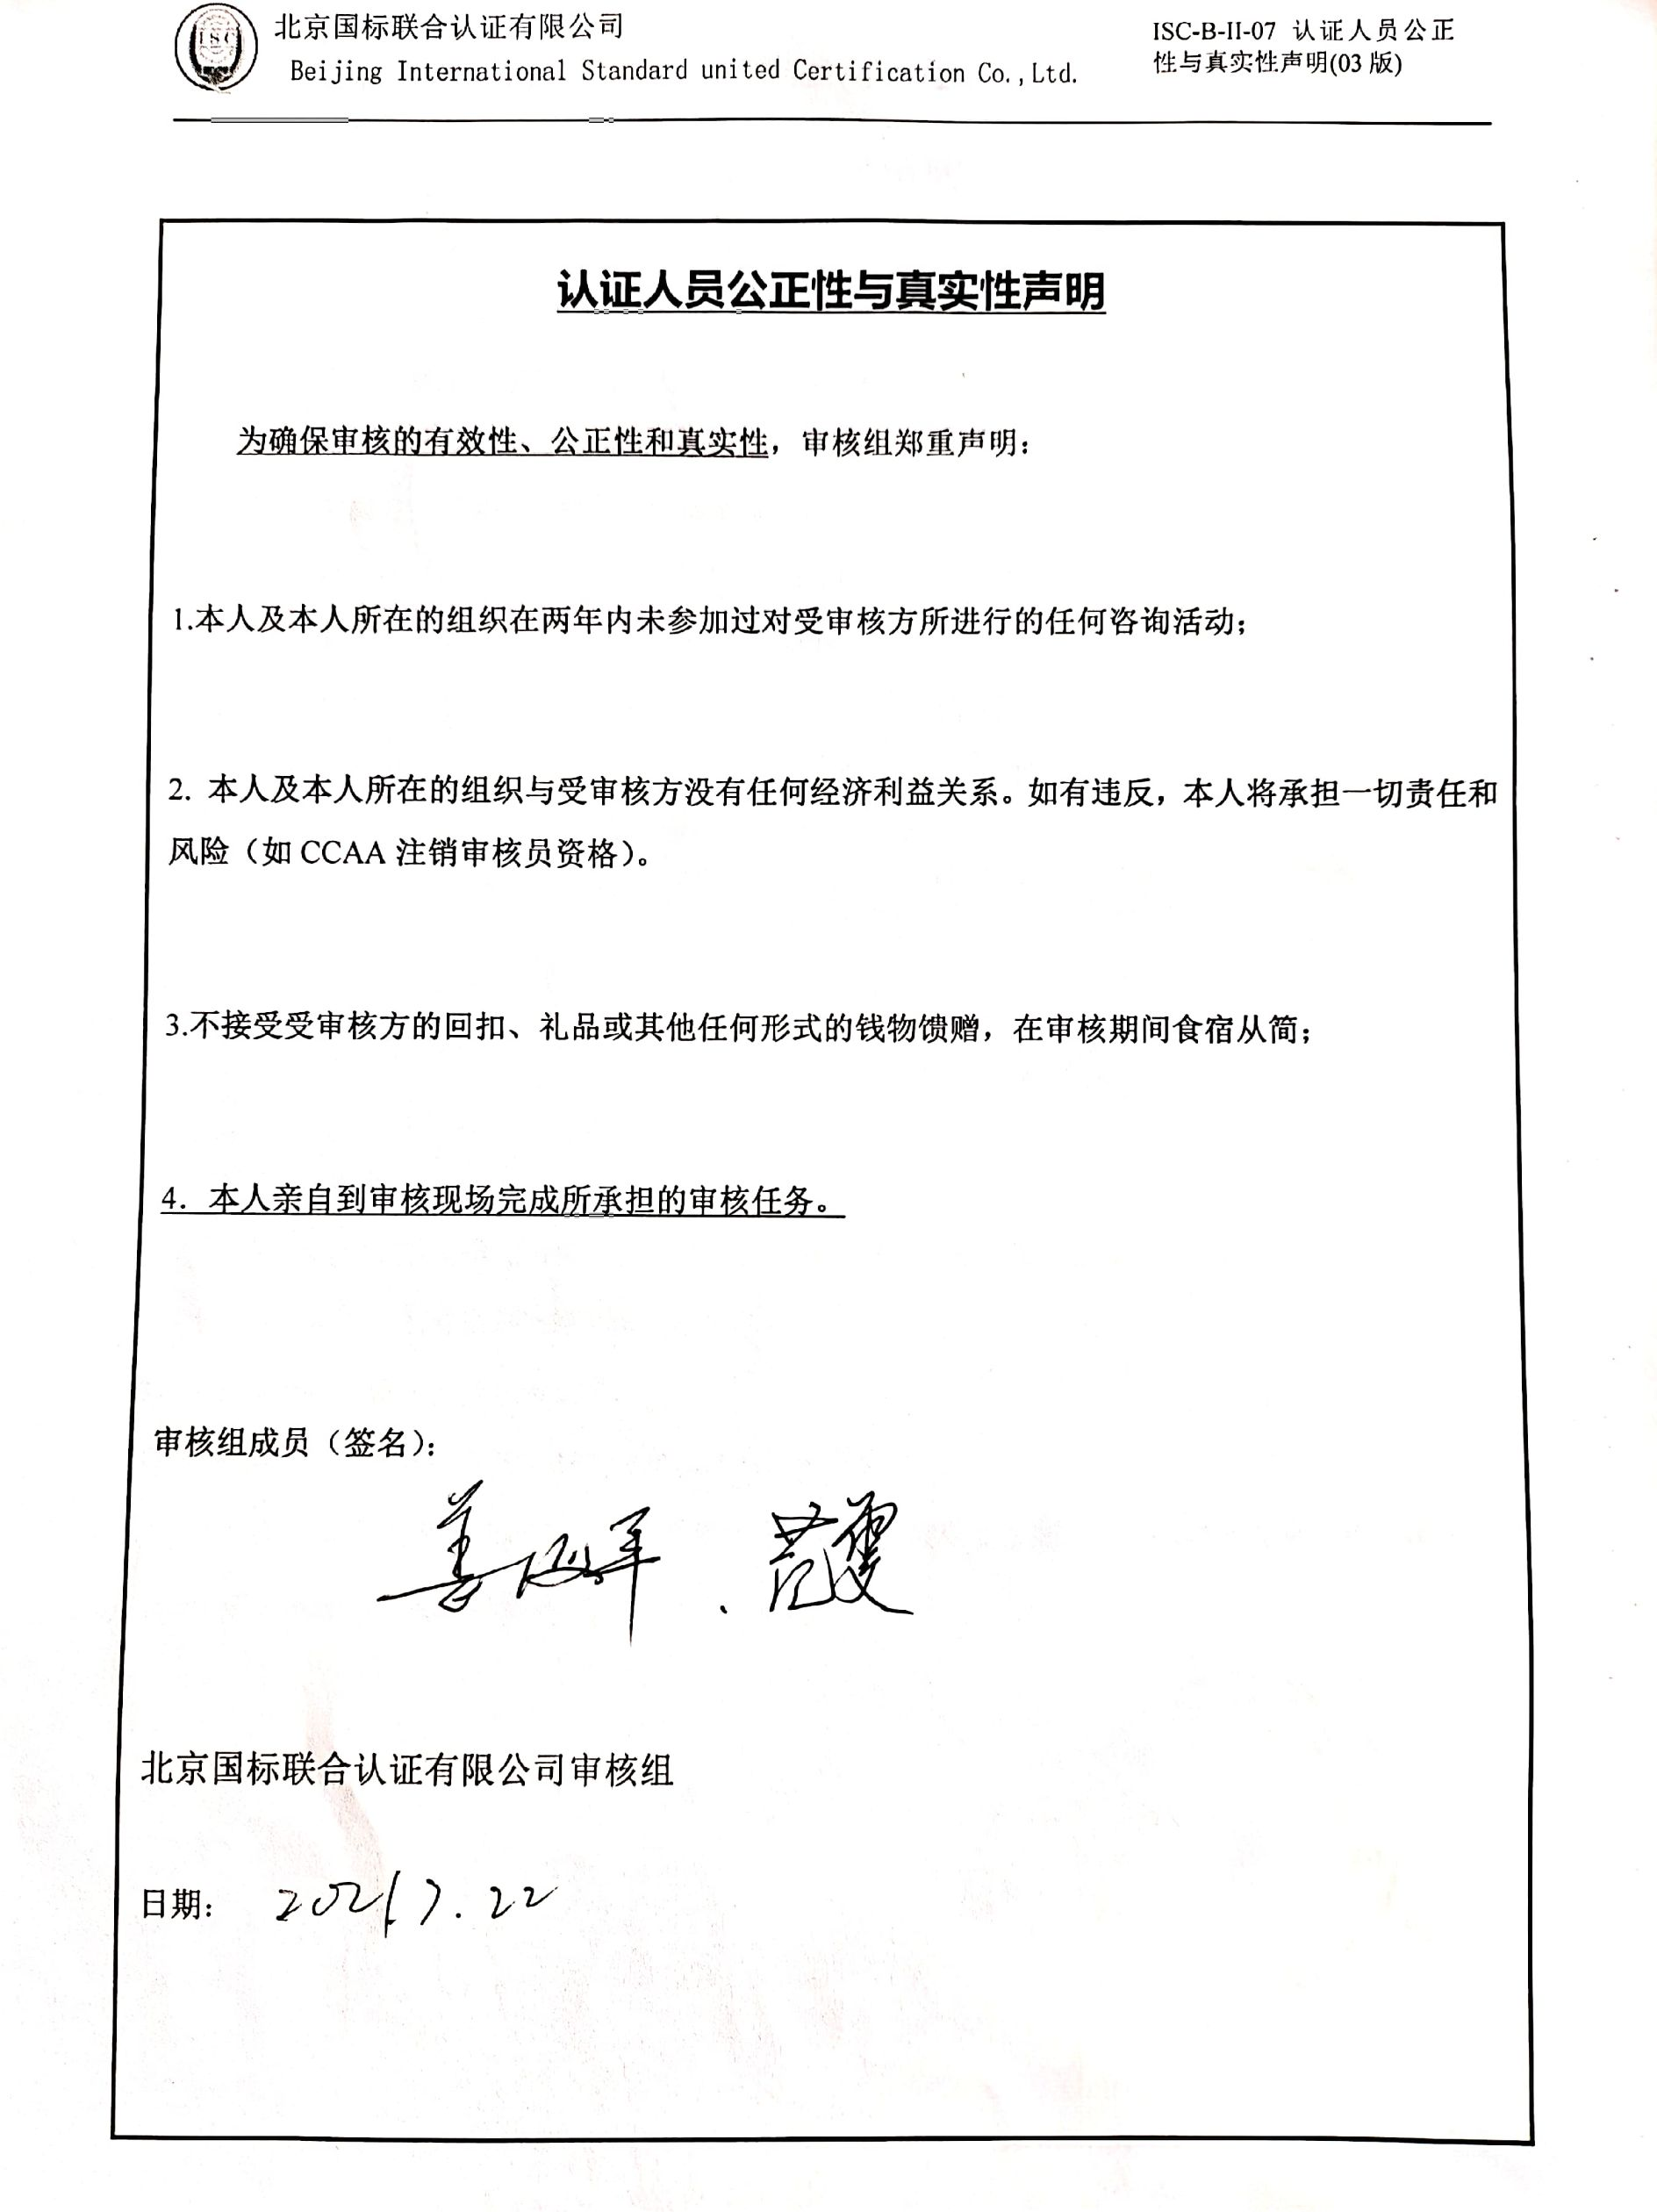 北京国标联合认证有限公司
Beijing International Standard united Certification Co.,Ltd.
ISC-B-II-07 认证人员公正
性与真实性声明(03 版)
认证人员公正性与真实性声明
为确保审核的有效性、公正性和真实性，审核组郑重声明：
1.本人及本人所在的组织在两年内未参加过对受审核方所进行的任何咨询活动；
2. 本人及本人所在的组织与受审核方没有任何经济利益关系。如有违反，本人将承担一切责任和
风险（如 CCAA 注销审核员资格）。
3.不接受受审核方的回扣、礼品或其他任何形式的钱物馈赠，在审核期间食宿从简；
4. 本人亲自到审核现场完成所承担的审核任务。
审核组成员（签名）：
北京国标联合认证有限公司审核组
日期： 2021.7.22